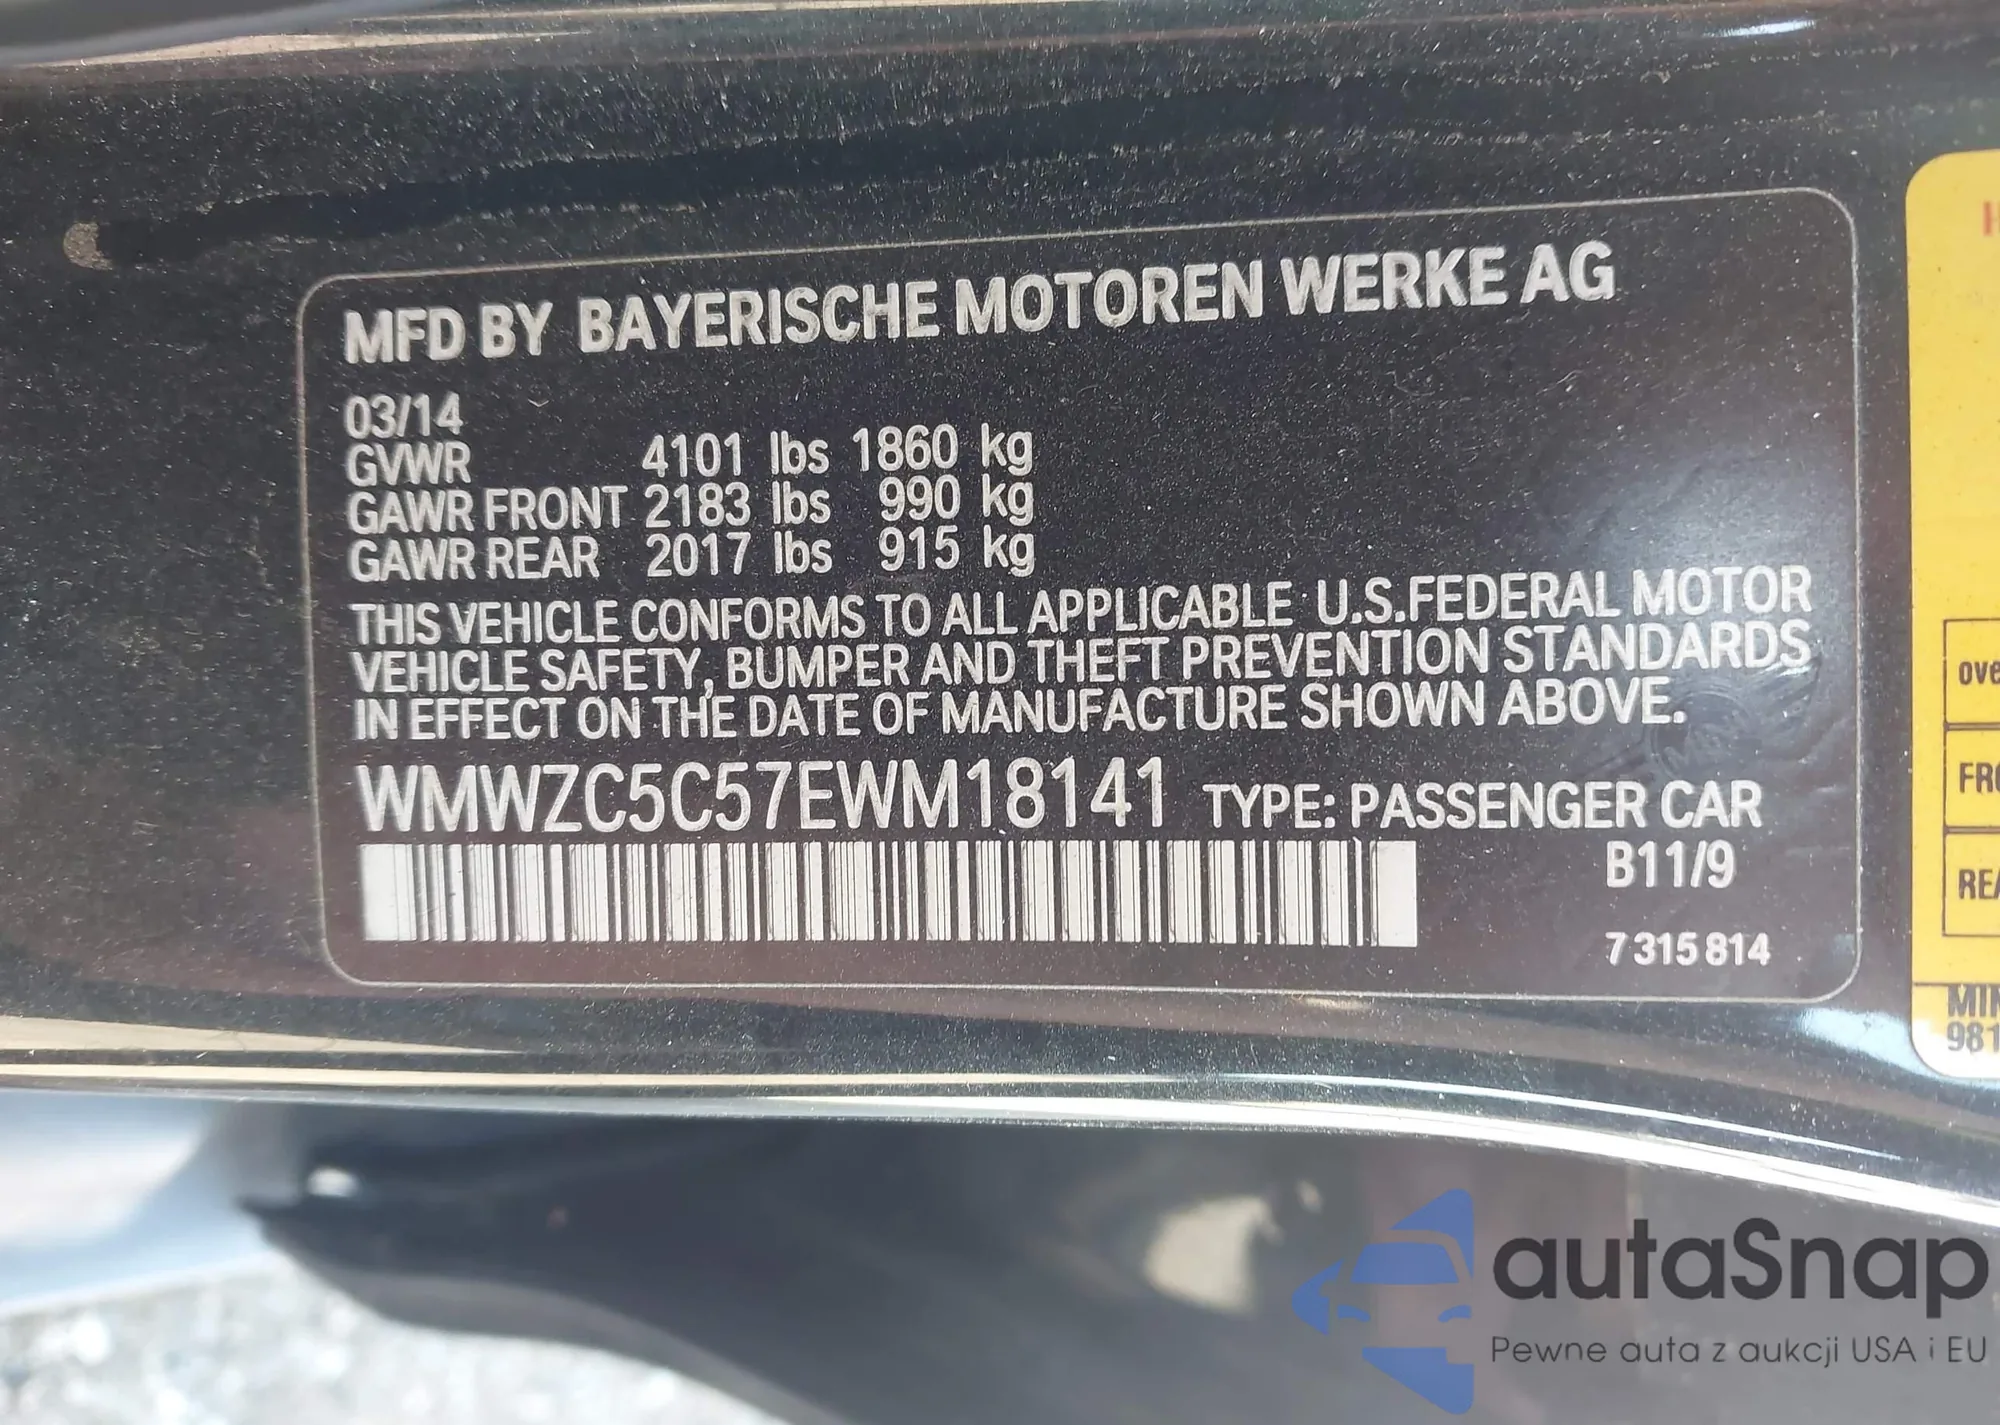 MFD BY BAYERISCHE MOTOREN WERKE AG
03/14
GVWR 4101 lbs 1860 kg
GAWR FRONT 2183 lbs 990 kg
GAWR REAR 2017 lbs 915 kg
THIS VEHICLE CONFORMS TO ALL APPLICABLE U.S.FEDERAL MOTOR
VEHICLE SAFETY, BUMPER AND THEFT PREVENTION STANDARDS
IN EFFECT ON THE DATE OF MANUFACTURE SHOWN ABOVE.
WMWZC5C57EWM18141 TYPE: PASSENGER CAR
B11/9
7315814
autaSnap
Pewne auta z aukcji USA i EU